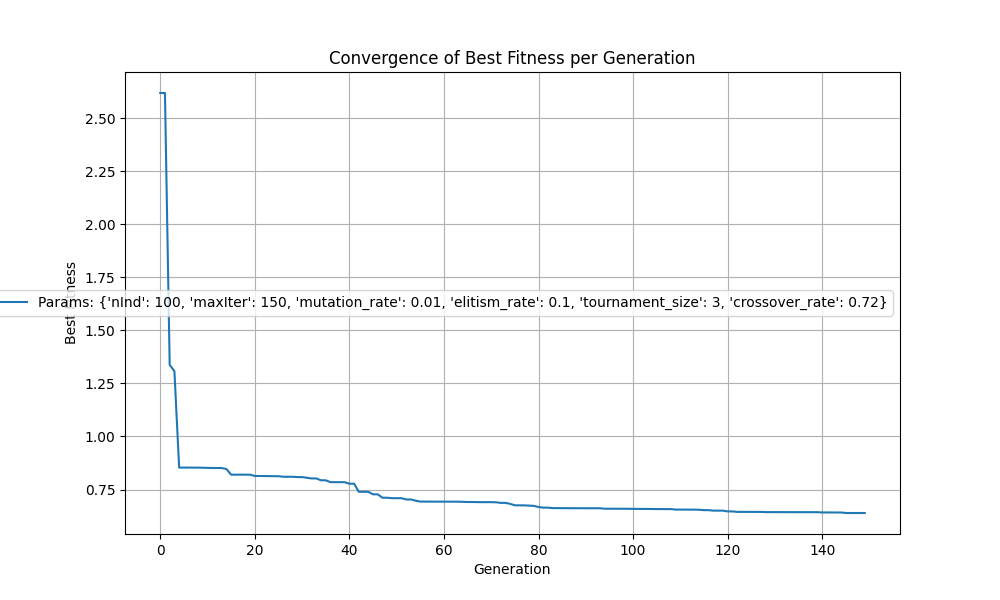 Convergence of Best Fitness per Generation
2.50
2.25
2.00
1.75
1.50
1.25
1.00
0.75
Best Fitness
Params: {'nInd': 100, 'maxIter': 150, 'mutation_rate': 0.01, 'elitism_rate': 0.1, 'tournament_size': 3, 'crossover_rate': 0.72}
0 20 40 60 80 100 120 140
Generation